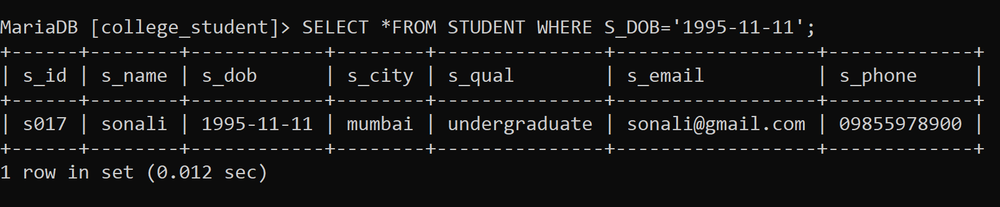 MariaDB [college_student]> SELECT *FROM STUDENT WHERE S_DOB='1995-11-11';
+------+--------+------------+--------+---------------+------------------+-------------+
| s_id | s_name | s_dob      | s_city | s_qual        | s_email          | s_phone     |
+------+--------+------------+--------+---------------+------------------+-------------+
| s017 | sonali | 1995-11-11 | mumbai | undergraduate | sonali@gmail.com | 09855978900 |
+------+--------+------------+--------+---------------+------------------+-------------+
1 row in set (0.012 sec)